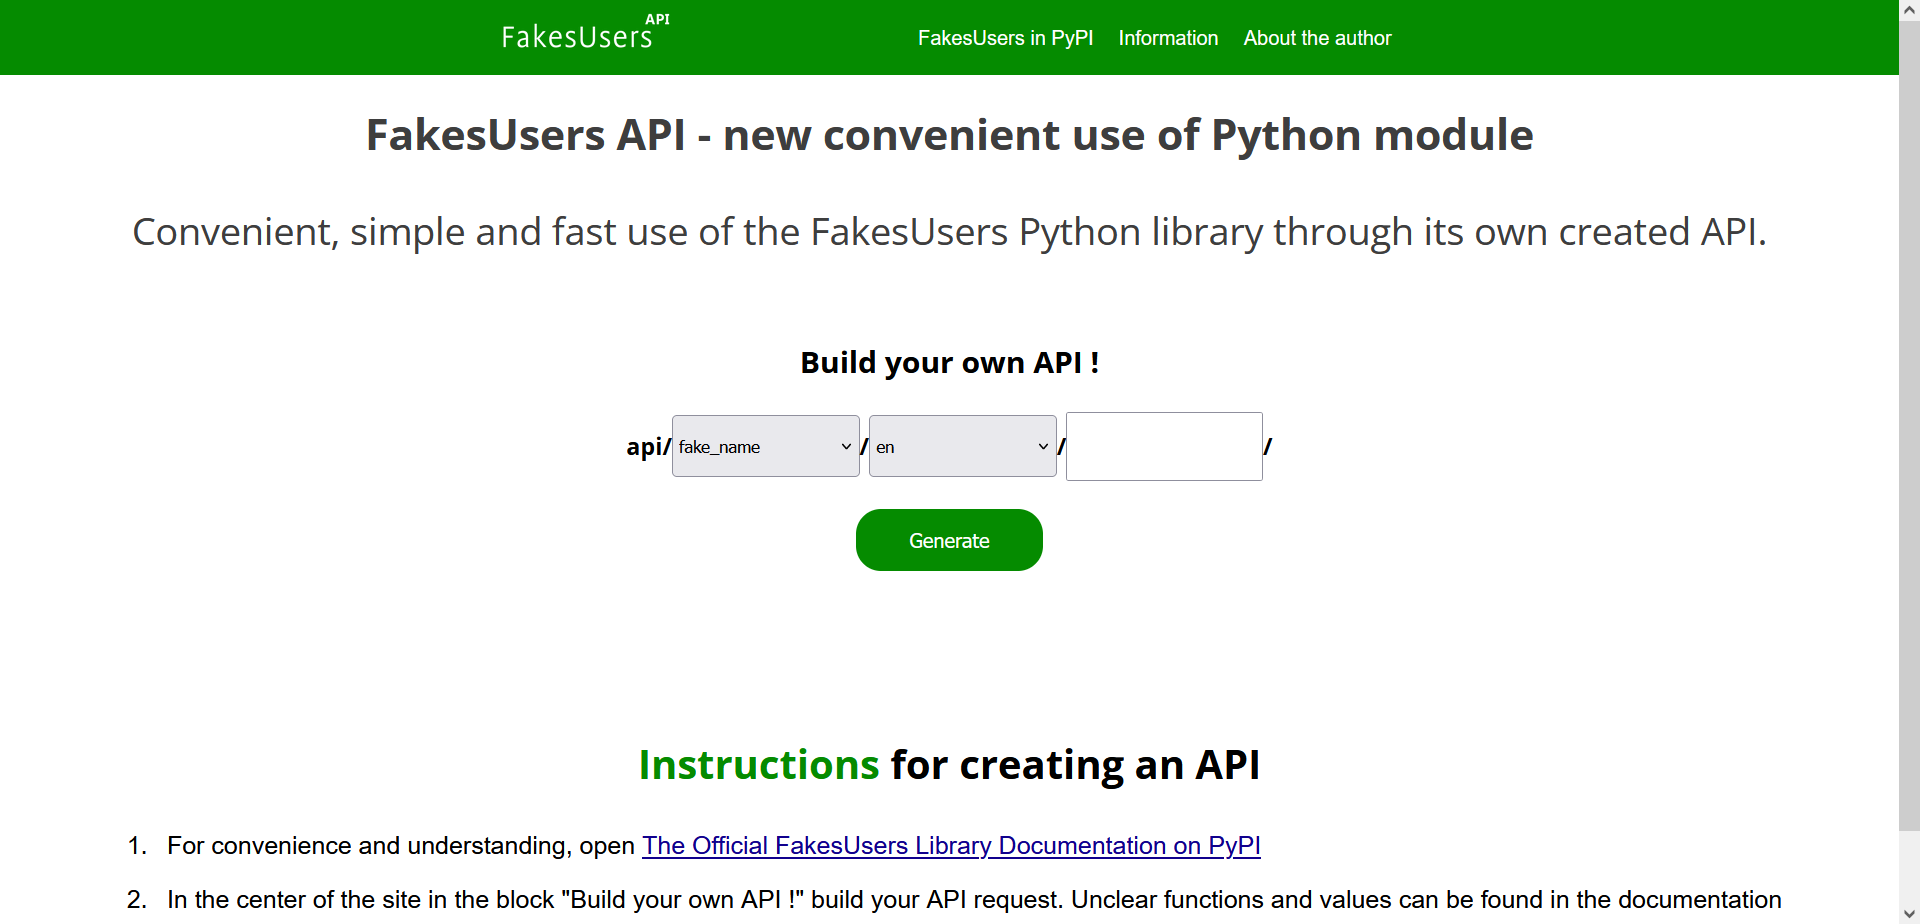 FakesUsers API
FakesUsers in PyPI Information About the author
FakesUsers API - new convenient use of Python module
Convenient, simple and fast use of the FakesUsers Python library through its own created API.
Build your own API !
api/ fake_name / en / /
Generate
Instructions for creating an API
1. For convenience and understanding, open The Official FakesUsers Library Documentation on PyPI
2. In the center of the site in the block "Build your own API !" build your API request. Unclear functions and values can be found in the documentation